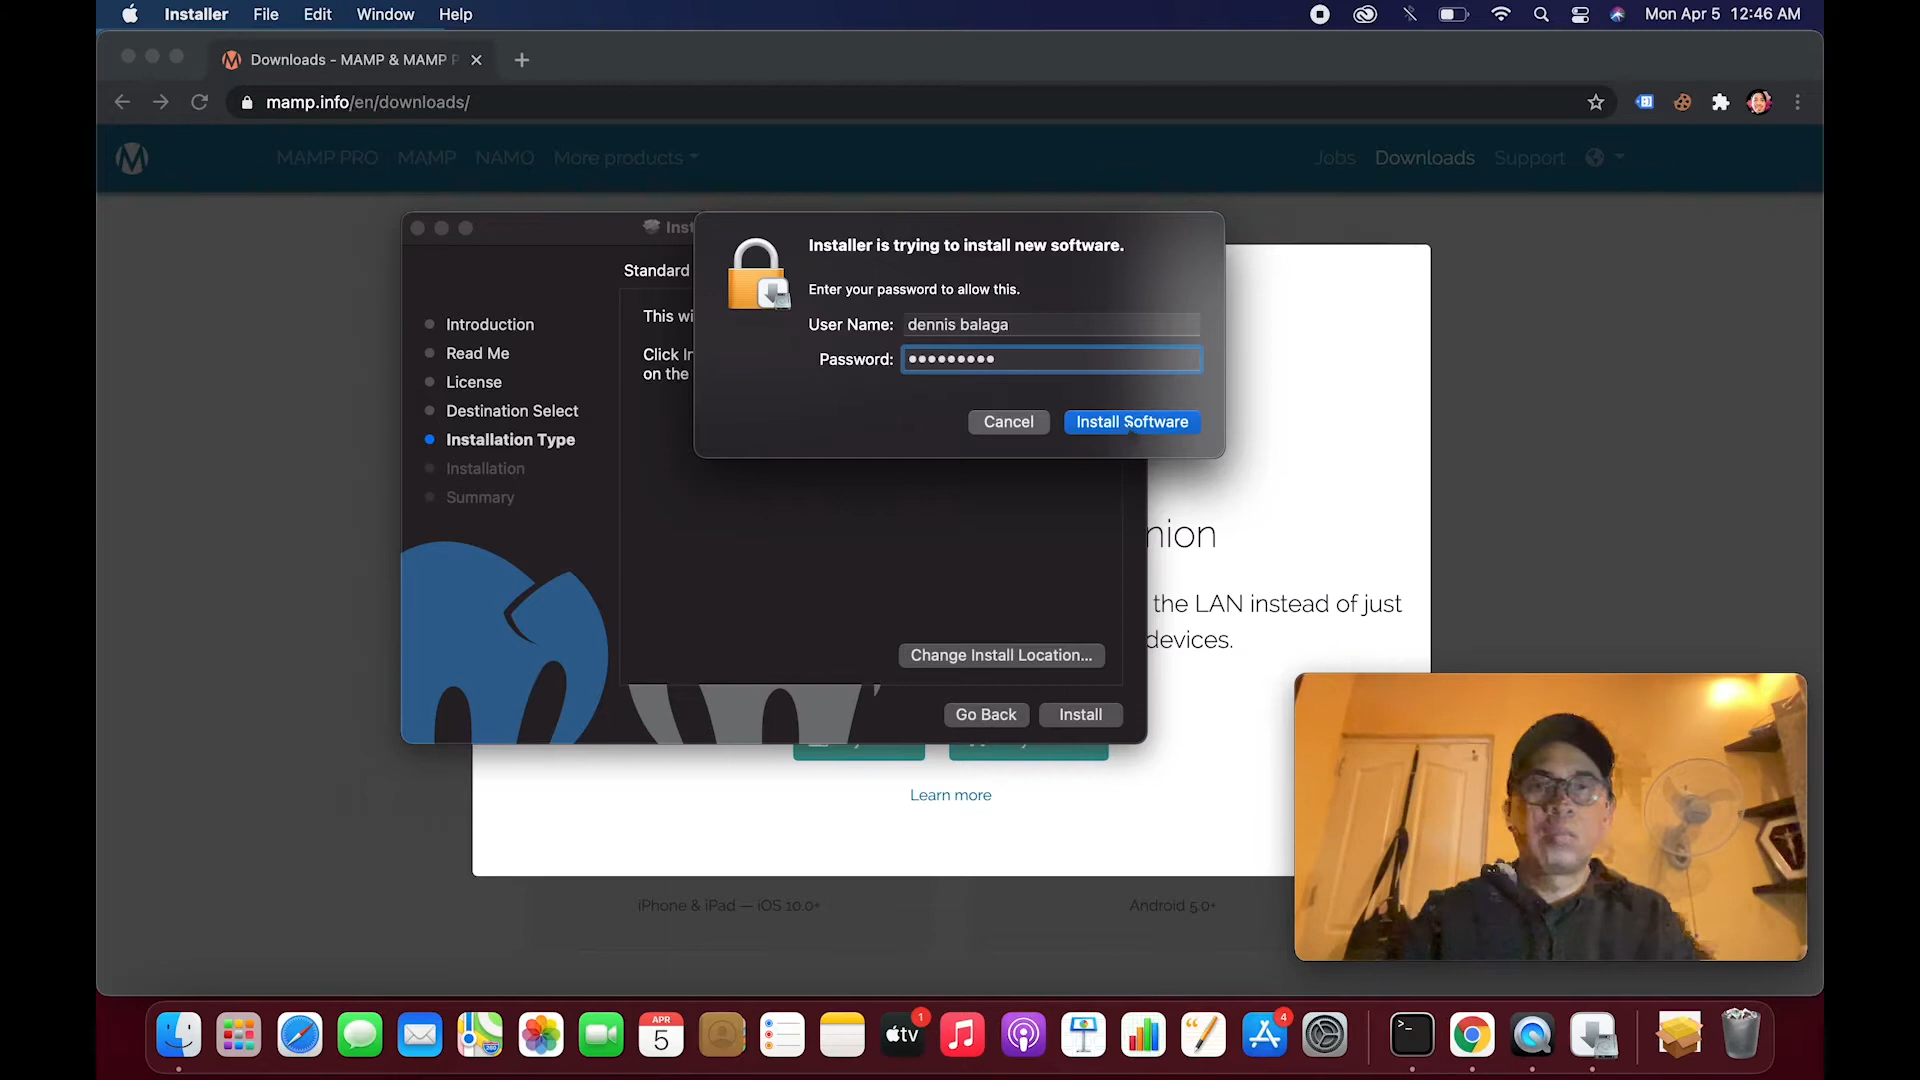 Installer File Edit Window Help
Mon Apr 5 12:46 AM
Downloads - MAMP & MAMP P
mamp.info/en/downloads/
MAMP PRO MAMP NAMO More products
Jobs Downloads Support
Standard
This wi
Click In
on the
Introduction
Read Me
License
Destination Select
Installation Type
Installation
Summary
Installer is trying to install new software.
Enter your password to allow this.
User Name: dennis balaga
Password:
Cancel Install Software
nion
the LAN instead of just
devices.
Change Install Location...
Go Back Install
Learn more
iPhone & iPad — iOS 10.0+
Android 5.0+
1
APR
5
tv
4